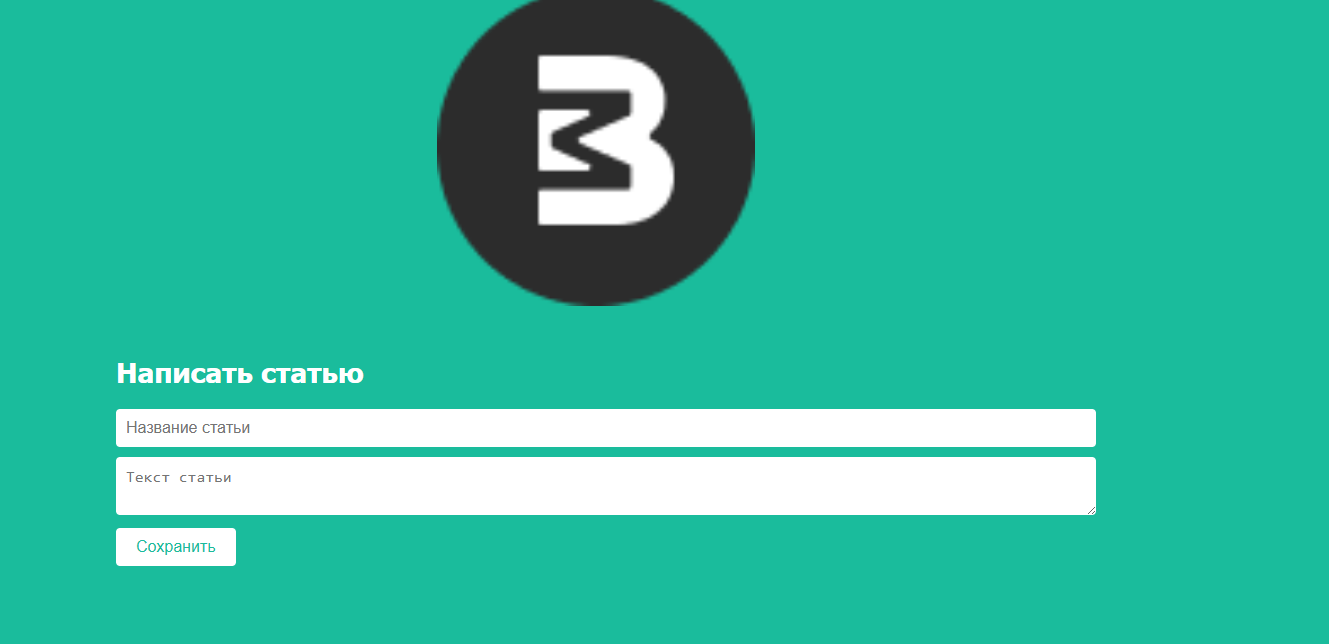 Написать статью
Название статьи
Текст статьи
Сохранить